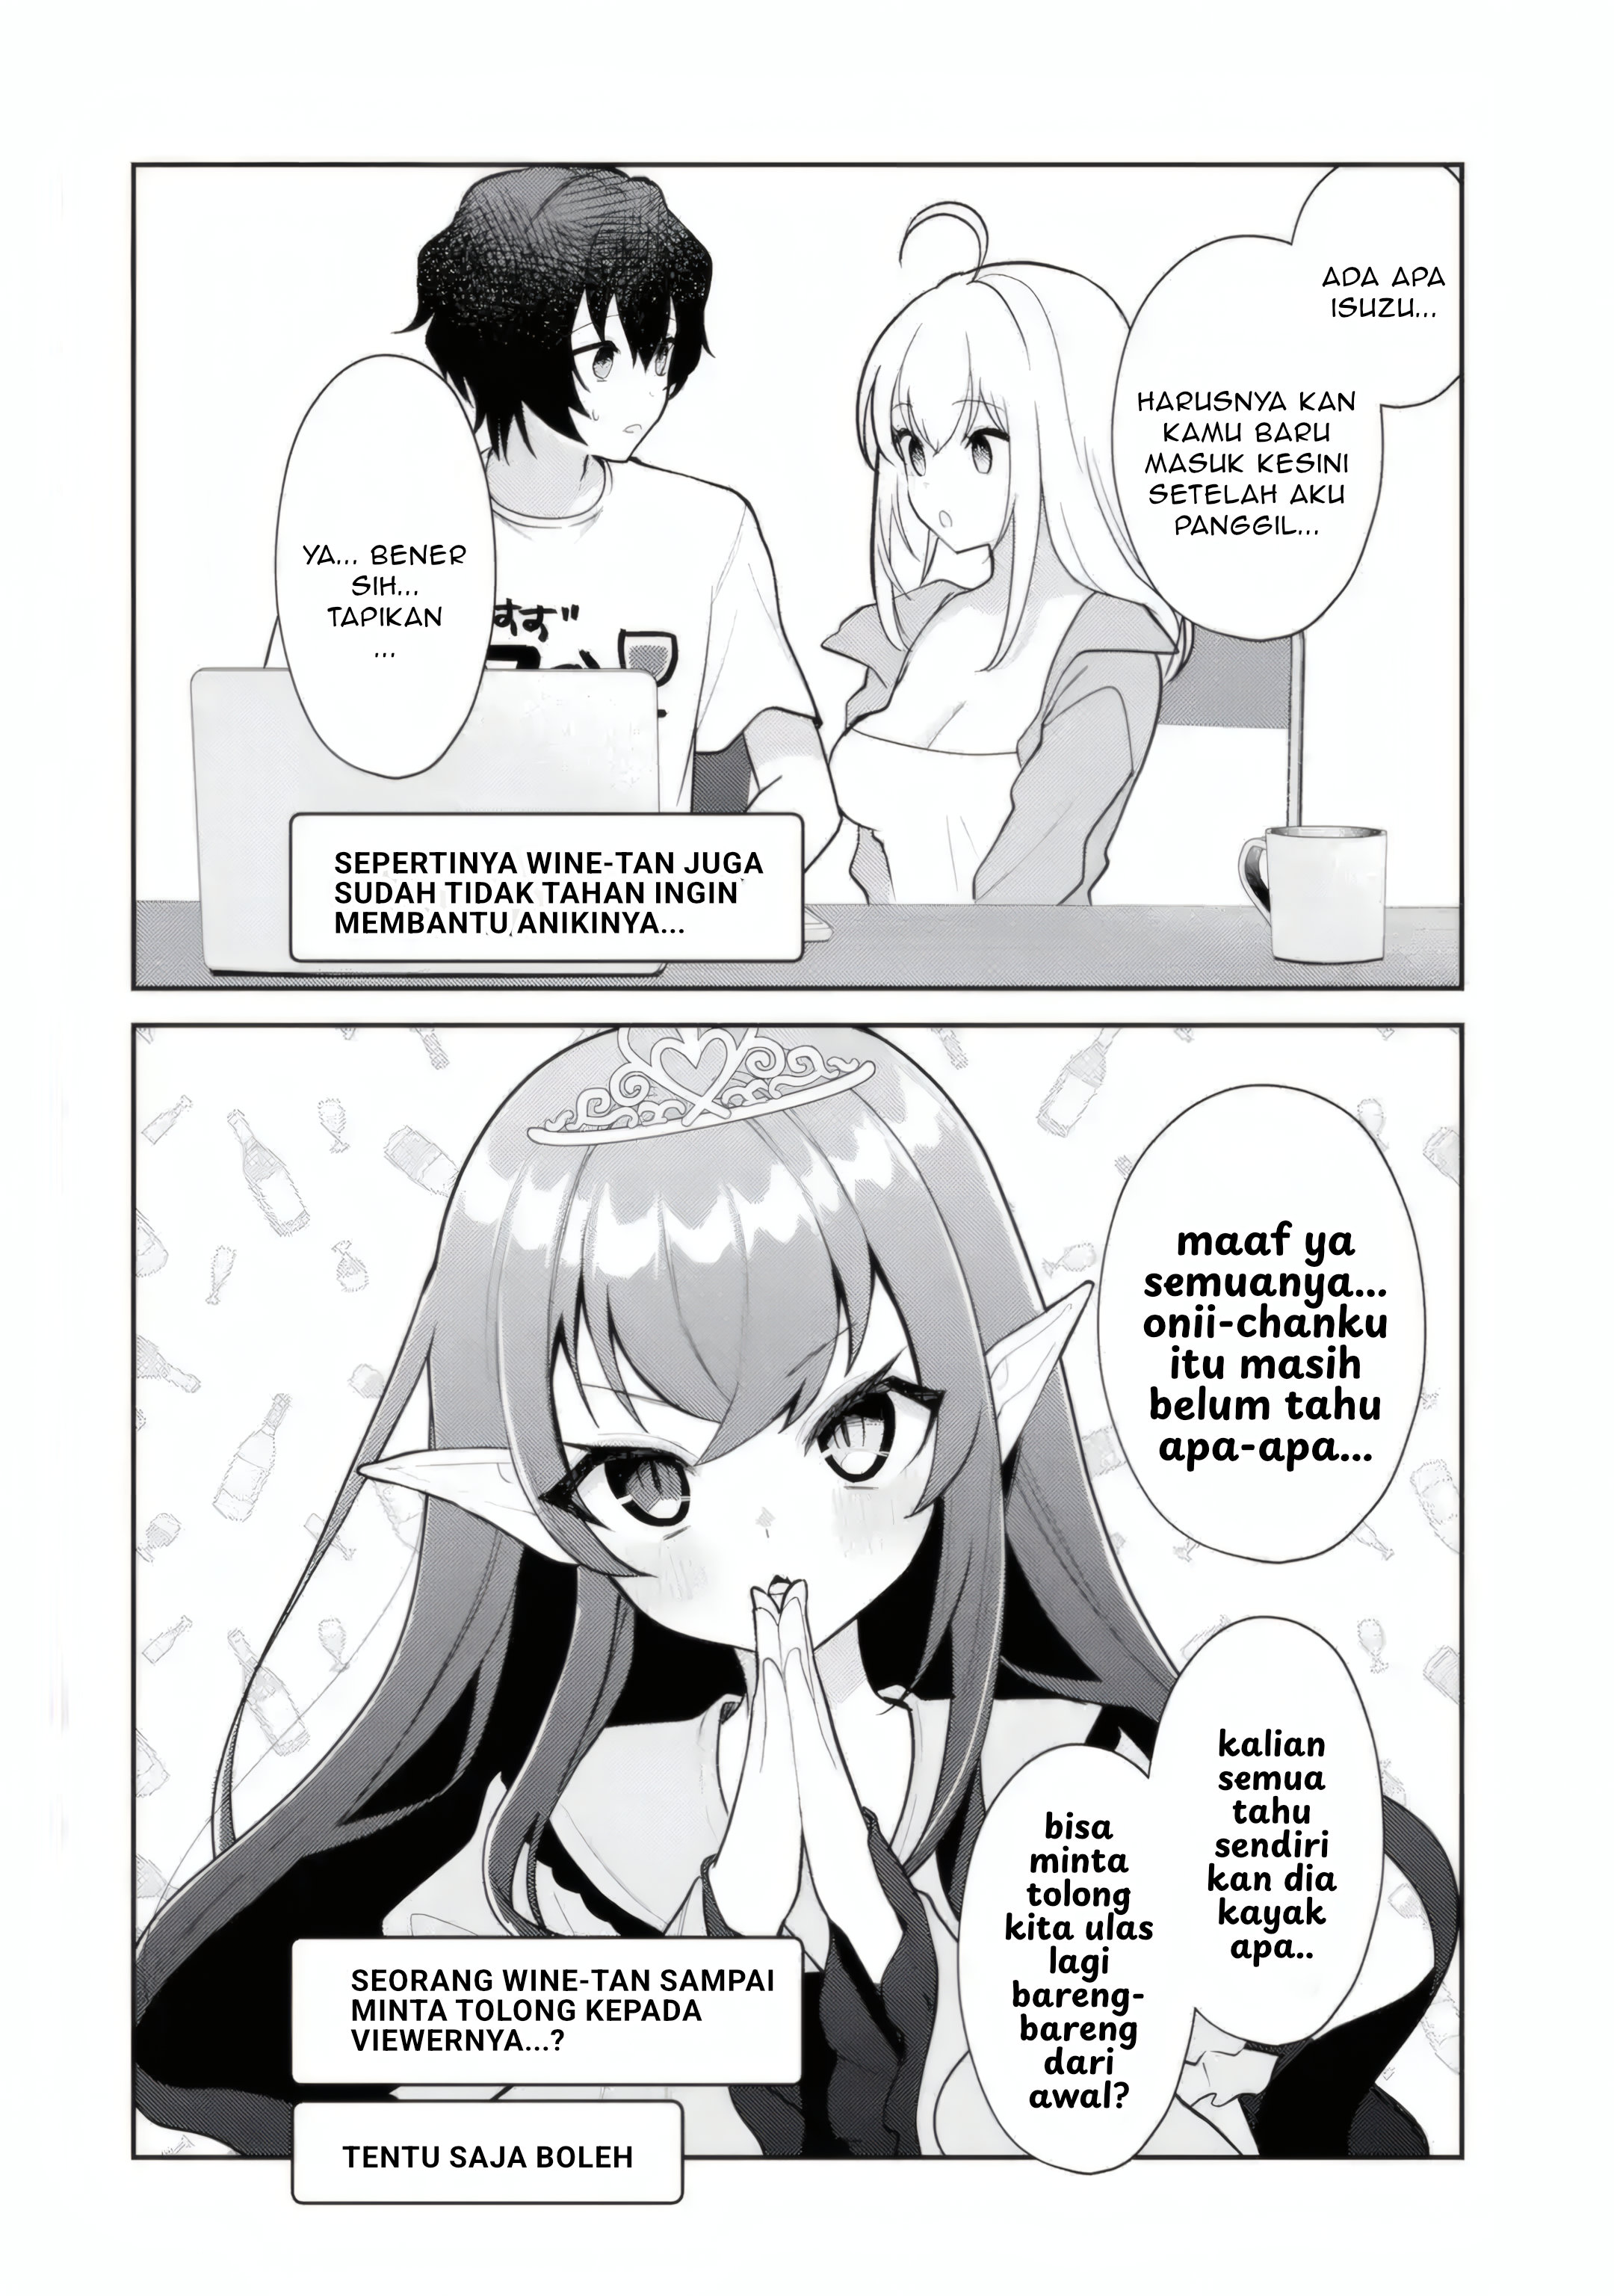 ADA APA
ISUZU...
HARUSNYA KAN
KAMU BARU
MASUK KESINI
SETELAH AKU
PANGGIL...
YA... BENER
SIH...
TAPIKAN
...
すず"
SEPERTINYA WINE-TAN JUGA
SUDAH TIDAK TAHAN INGIN
MEMBANTU ANIKINYA...
maaf ya
semuanya...
onii-chanku
itu masih
belum tahu
apa-apa...
kalian
semua
tahu
sendiri
kan dia
kayak
apa..
bisa
minta
tolong
kita ulas
lagi
bareng-
bareng
dari
awal?
SEORANG WINE-TAN SAMPAI
MINTA TOLONG KEPADA
VIEWERNYA...?
TENTU SAJA BOLEH